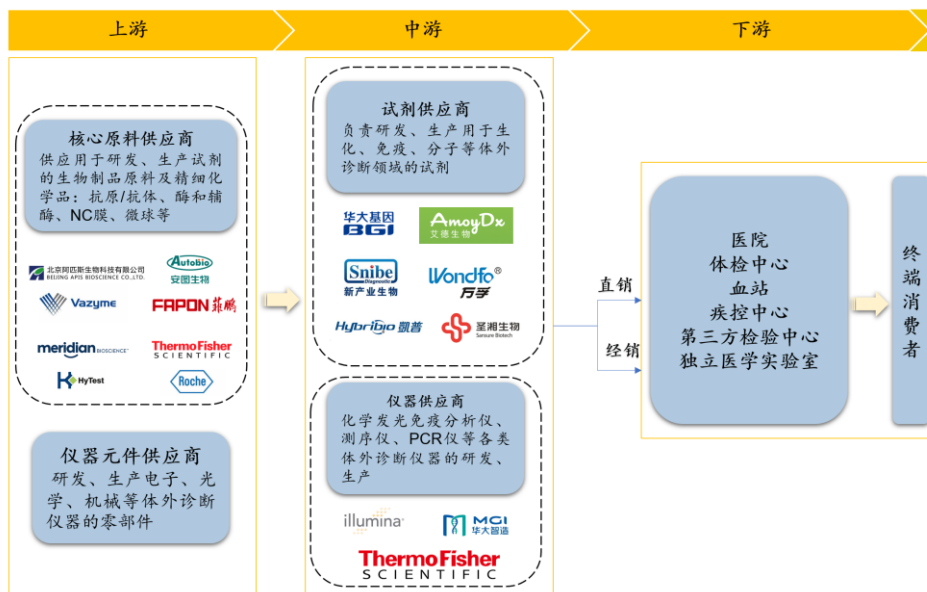 上游
中游
下游
核心原料供应商
供应用于研发、生产试剂
的生物制品原料及精细化
学品：抗原/抗体、酶和辅
酶、NC膜、微球等
北京阿匹斯生物科技有限公司
BEIJING APIS BIOSCIENCE CO.,LTD.
Autobio
安图生物
Vazyme
FAPON 菲鹏
meridian BIOSCIENCE™
ThermoFisher
SCIENTIFIC
HyTest
Roche
仪器元件供应商
研发、生产电子、光
学、机械等体外诊断
仪器的零部件
试剂供应商
负责研发、生产用于生
化、免疫、分子等体外
诊断领域的试剂
华大基因
BGI
AmoyDx
艾德生物
Snibe
Diagnostic
新产业生物
Wondfo®
万孚
Hybribio 凯普
圣湘生物
Sansure Biotech
仪器供应商
化学发光免疫分析仪、
测序仪、PCR仪等各类
体外诊断仪器的研发、
生产
illumina
MGI
华大智造
ThermoFisher
SCIENTIFIC
直销
经销
医院
体检中心
血站
疾控中心
第三方检验中心
独立医学实验室
终
端
消
费
者